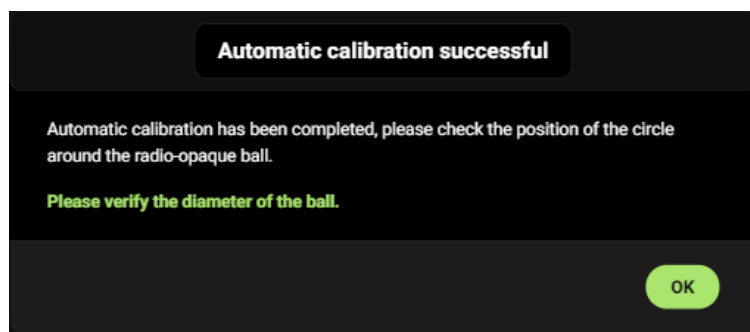 Automatic calibration successful
Automatic calibration has been completed, please check the position of the circle
around the radio-opaque ball.
Please verify the diameter of the ball.
OK